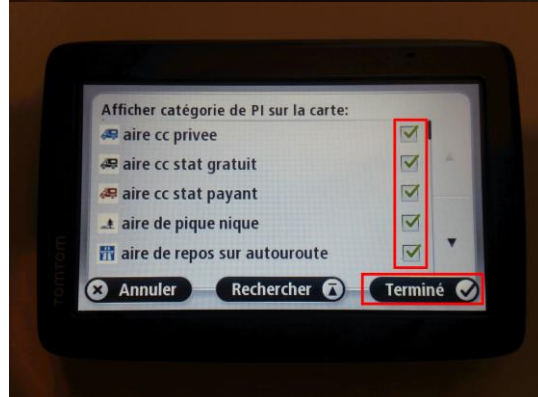 Afficher catégorie de PI sur la carte:
aire cc privee
aire cc stat gratuit
aire cc stat payant
aire de pique nique
aire de repos sur autouroute
Annuler Rechercher Terminé
TOMTOM